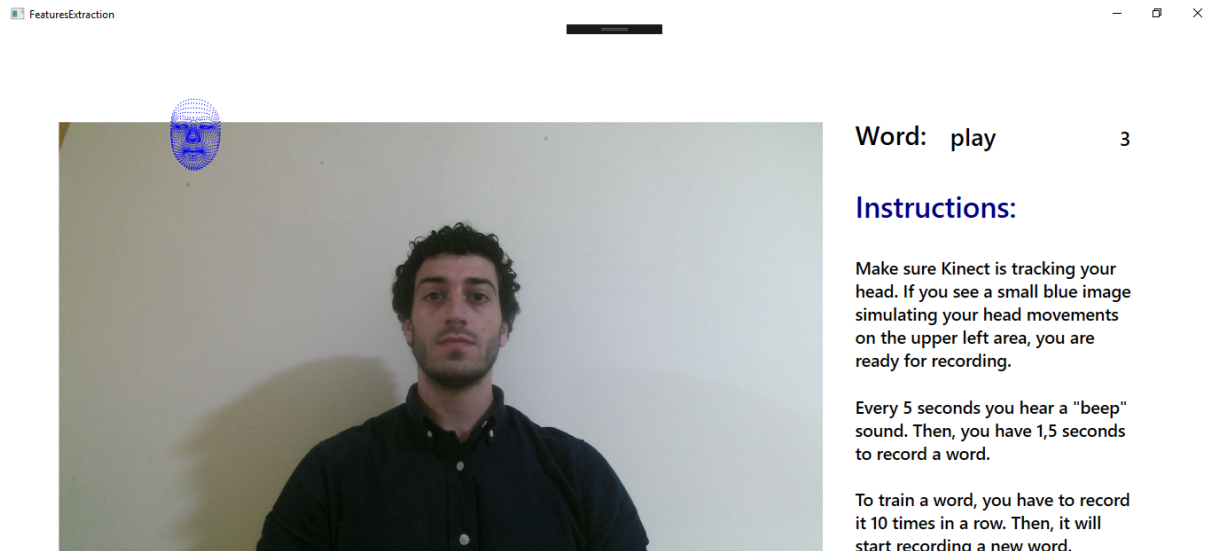 FeaturesExtraction
Word: play 3
Instructions:
Make sure Kinect is tracking your
head. If you see a small blue image
simulating your head movements
on the upper left area, you are
ready for recording.
Every 5 seconds you hear a "beep"
sound. Then, you have 1,5 seconds
to record a word.
To train a word, you have to record
it 10 times in a row. Then, it will
start recording a new word.